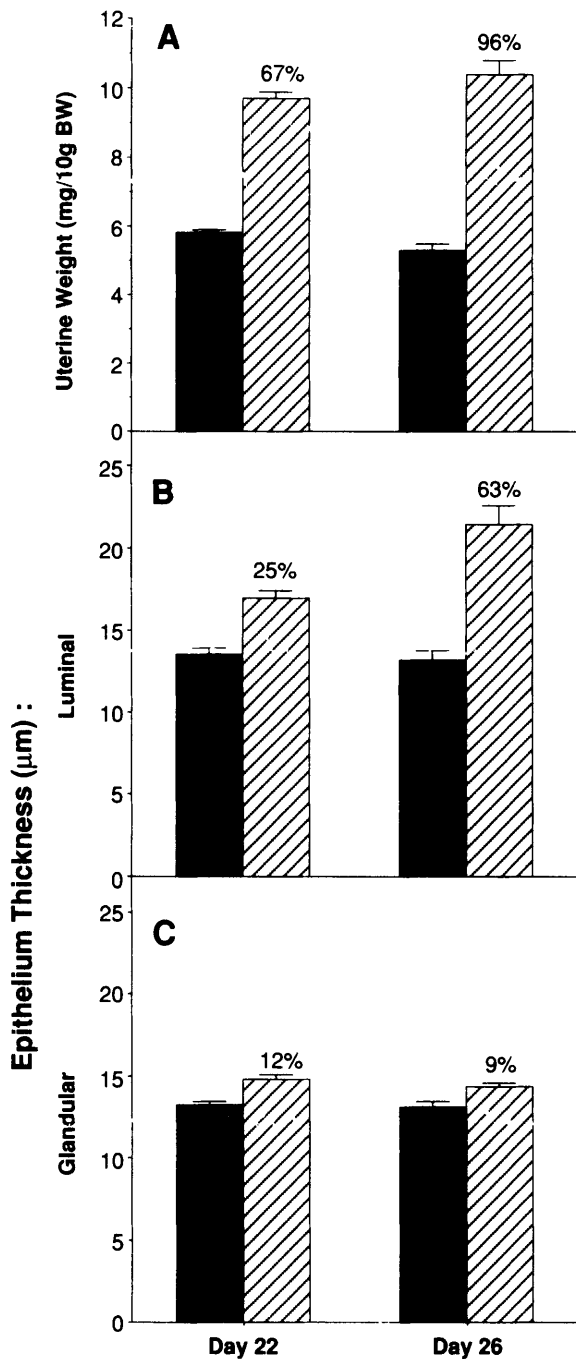 A
12
10
8
6
4
2
0
Uterine Weight (mg/10g BW)
67%
96%
B
25
20
15
10
5
0
Luminal
25%
63%
Epithelium Thickness (μm) :
C
25
20
15
10
5
0
Glandular
12%
9%
Day 22
Day 26